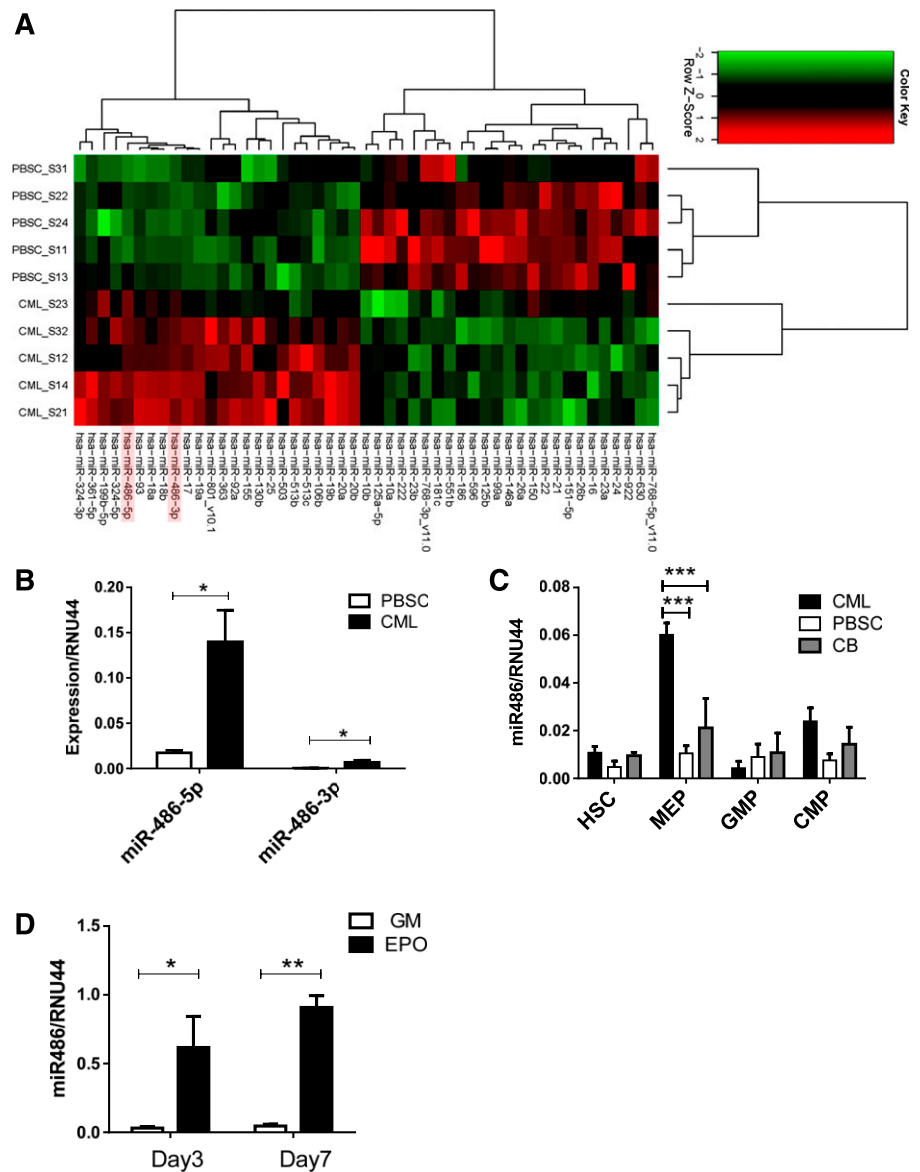 A
-2
-1
0
1
2
Row Z-Score
Color Key
PBSC_S31
PBSC_S22
PBSC_S24
PBSC_S11
PBSC_S13
CML_S23
CML_S32
CML_S12
CML_S14
CML_S21
hsa-miR-324-3p
hsa-miR-361-5p
hsa-miR-199b-5p
hsa-miR-324-5p
hsa-miR-486-5p
hsa-miR-93
hsa-miR-18a
hsa-miR-18b
hsa-miR-486-3p
hsa-miR-17
hsa-miR-19a
hsa-miR-801_v10.1
hsa-miR-363
hsa-miR-92a
hsa-miR-155
hsa-miR-130b
hsa-miR-25
hsa-miR-503
hsa-miR-513b
hsa-miR-513c
hsa-miR-106b
hsa-miR-19b
hsa-miR-20a
hsa-miR-20b
hsa-miR-10b
hsa-miR-125a-5p
hsa-miR-10a
hsa-miR-222
hsa-miR-23b
hsa-miR-768-3p_v11.0
hsa-miR-181c
hsa-miR-551b
hsa-miR-186
hsa-miR-596
hsa-miR-125b
hsa-miR-99a
hsa-miR-146a
hsa-miR-26a
hsa-miR-150
hsa-miR-21
hsa-miR-151-5p
hsa-miR-26b
hsa-miR-16
hsa-miR-23a
hsa-miR-24
hsa-miR-922
hsa-miR-630
hsa-miR-768-5p_v11.0
B
Expression/RNU44
0.20
0.15
0.10
0.05
0.00
*
*
PBSC
CML
miR-486-5p
miR-486-3p
C
miR486/RNU44
0.08
0.06
0.04
0.02
0.00
***
***
CML
PBSC
CB
HSC
MEP
GMP
CMP
D
miR486/RNU44
1.5
1.0
0.5
0.0
*
**
GM
EPO
Day3
Day7